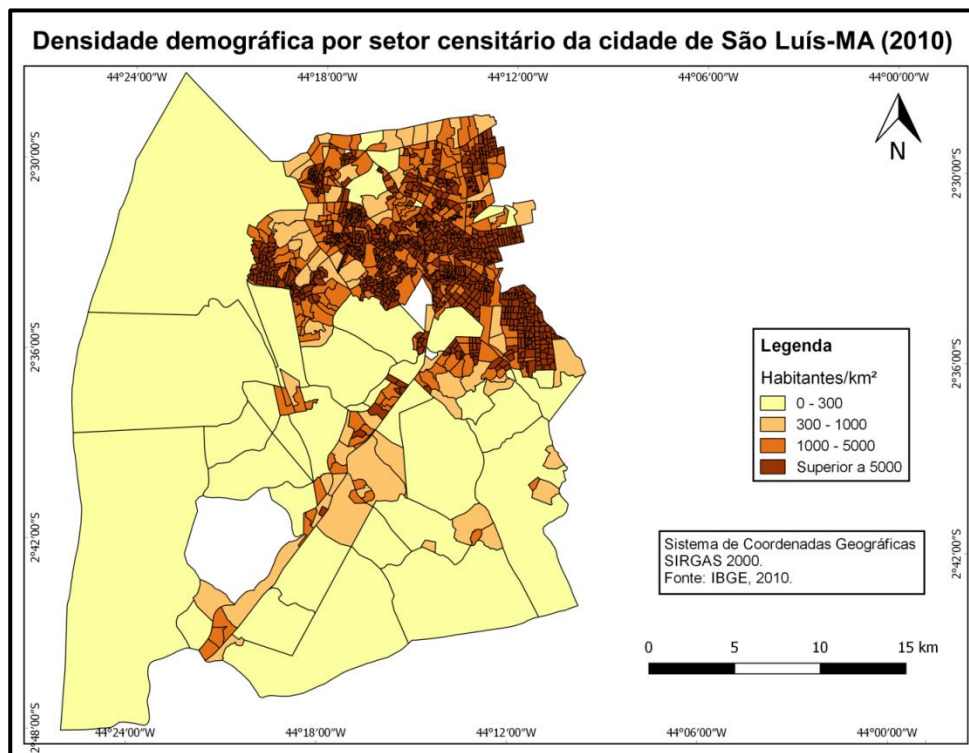 Densidade demográfica por setor censitário da cidade de São Luís-MA (2010)
44°24'00"W 44°18'00"W 44°12'00"W 44°06'00"W 44°00'00"W
2°30'00"S 2°30'00"S
N
2°36'00"S 2°36'00"S
Legenda
Habitantes/km²
0 - 300
300 - 1000
1000 - 5000
Superior a 5000
2°42'00"S 2°42'00"S
Sistema de Coordenadas Geográficas
SIRGAS 2000.
Fonte: IBGE, 2010.
0 5 10 15 km
2°48'00"S 2°48'00"S
44°24'00"W 44°18'00"W 44°12'00"W 44°06'00"W 44°00'00"W